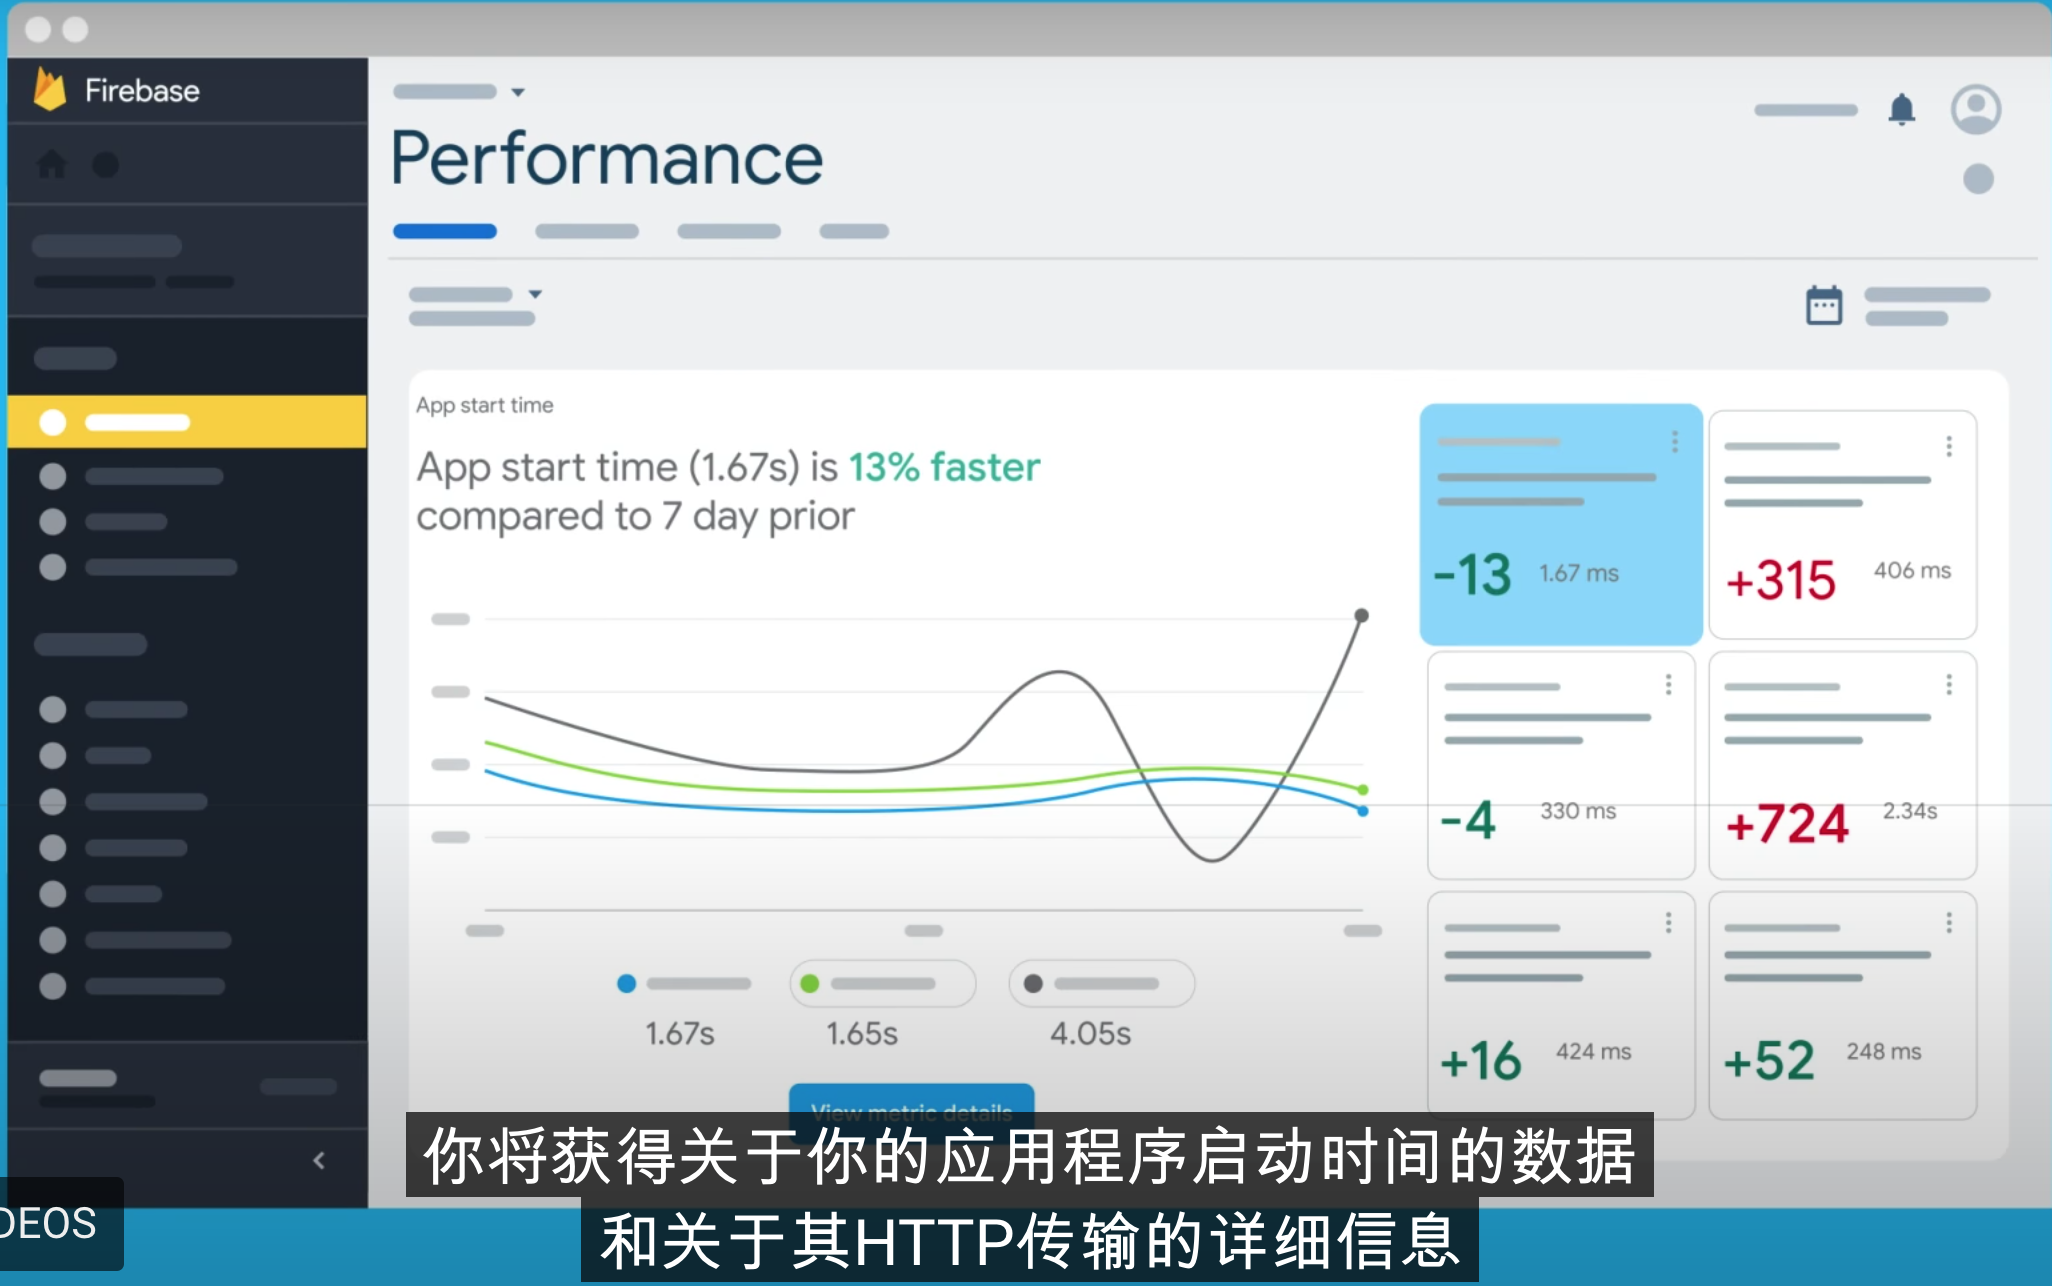 Firebase
Performance
App start time
App start time (1.67s) is 13% faster
compared to 7 day prior
-13 1.67 ms
+315 406 ms
-4 330 ms
+724 2.34s
+16 424 ms
+52 248 ms
1.67s 1.65s 4.05s
View metric details
你将获得关于你的应用程序启动时间的数据
和关于其HTTP传输的详细信息
DEOS